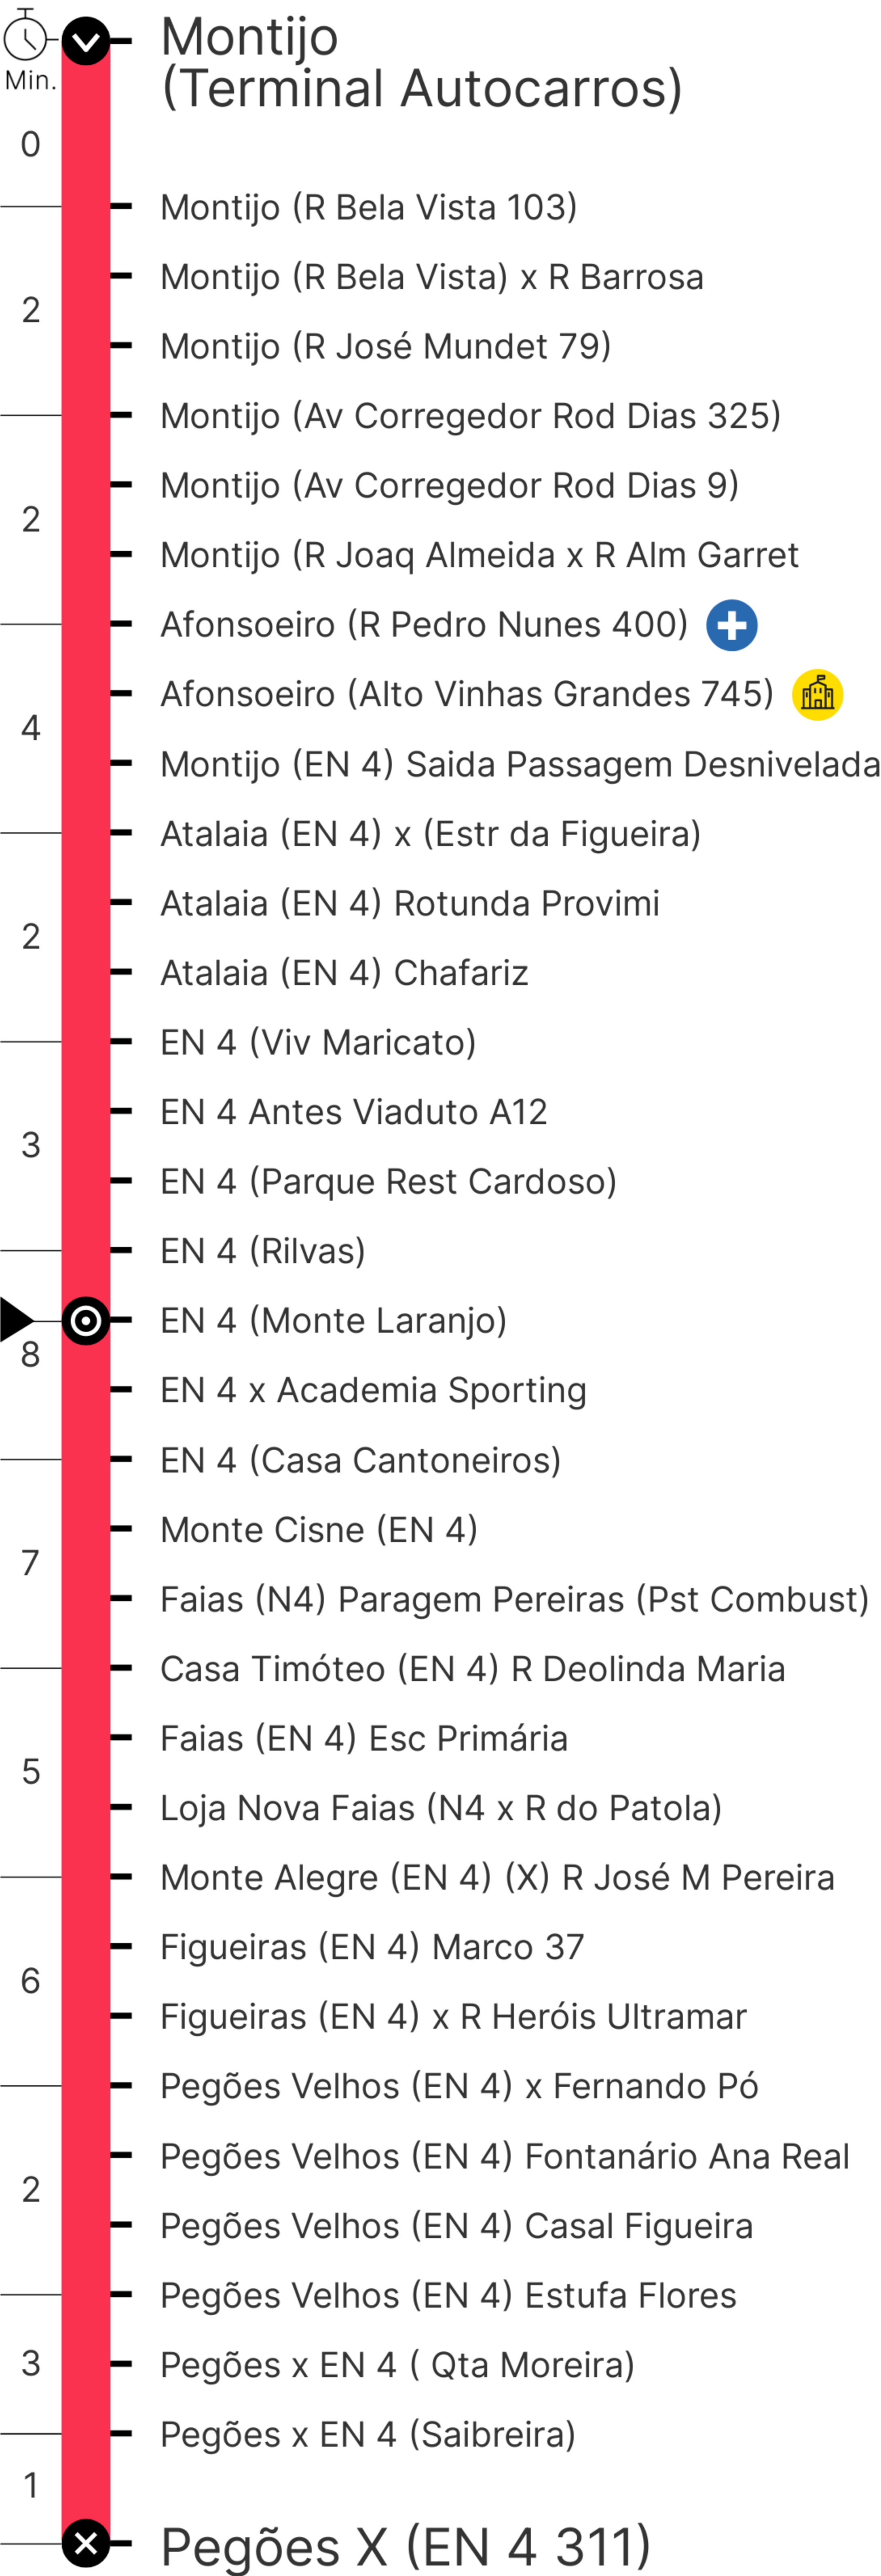 Montijo
(Terminal Autocarros)
Min.
0
Montijo (R Bela Vista 103)
Montijo (R Bela Vista) x R Barrosa
2
Montijo (R José Mundet 79)
Montijo (Av Corregedor Rod Dias 325)
Montijo (Av Corregedor Rod Dias 9)
2
Montijo (R Joaq Almeida x R Alm Garret
Afonsoeiro (R Pedro Nunes 400)
Afonsoeiro (Alto Vinhas Grandes 745)
4
Montijo (EN 4) Saida Passagem Desnivelada
Atalaia (EN 4) x (Estr da Figueira)
Atalaia (EN 4) Rotunda Provimi
2
Atalaia (EN 4) Chafariz
EN 4 (Viv Maricato)
EN 4 Antes Viaduto A12
3
EN 4 (Parque Rest Cardoso)
EN 4 (Rilvas)
EN 4 (Monte Laranjo)
8
EN 4 x Academia Sporting
EN 4 (Casa Cantoneiros)
Monte Cisne (EN 4)
7
Faias (N4) Paragem Pereiras (Pst Combust)
Casa Timóteo (EN 4) R Deolinda Maria
Faias (EN 4) Esc Primária
5
Loja Nova Faias (N4 x R do Patola)
Monte Alegre (EN 4) (X) R José M Pereira
Figueiras (EN 4) Marco 37
6
Figueiras (EN 4) x R Heróis Ultramar
Pegões Velhos (EN 4) x Fernando Pó
Pegões Velhos (EN 4) Fontanário Ana Real
2
Pegões Velhos (EN 4) Casal Figueira
Pegões Velhos (EN 4) Estufa Flores
3
Pegões x EN 4 ( Qta Moreira)
Pegões x EN 4 (Saibreira)
1
Pegões X (EN 4 311)